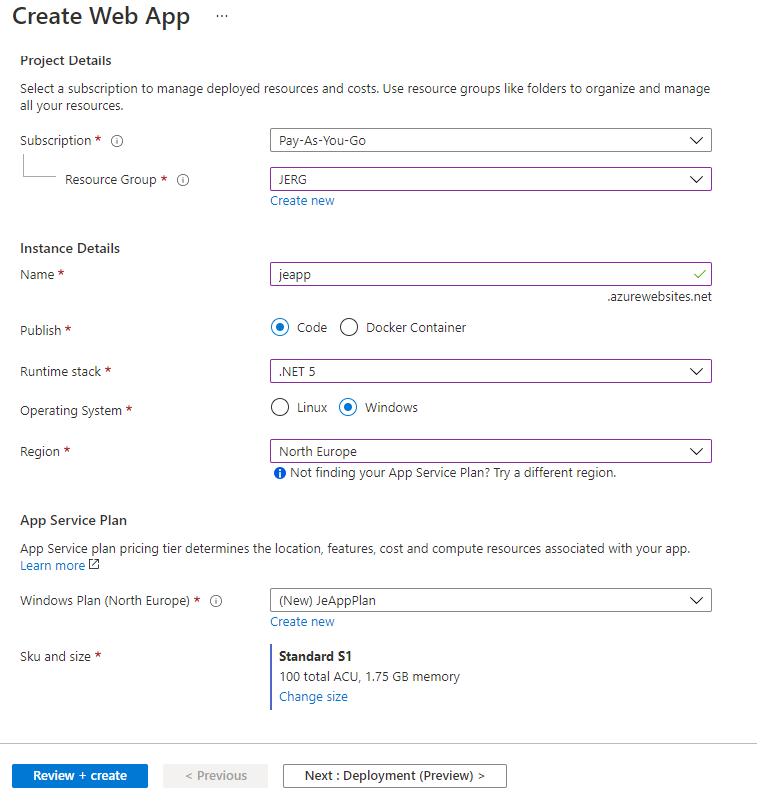 Create Web App ...
Project Details
Select a subscription to manage deployed resources and costs. Use resource groups like folders to organize and manage
all your resources.
Subscription *
Pay-As-You-Go
Resource Group *
JERG
Create new
Instance Details
Name *
jeapp
.azurewebsites.net
Publish *
Code Docker Container
Runtime stack *
.NET 5
Operating System *
Linux Windows
Region *
North Europe
Not finding your App Service Plan? Try a different region.
App Service Plan
App Service plan pricing tier determines the location, features, cost and compute resources associated with your app.
Learn more
Windows Plan (North Europe) *
(New) JeAppPlan
Create new
Sku and size *
Standard S1
100 total ACU, 1.75 GB memory
Change size
Review + create
< Previous
Next : Deployment (Preview) >